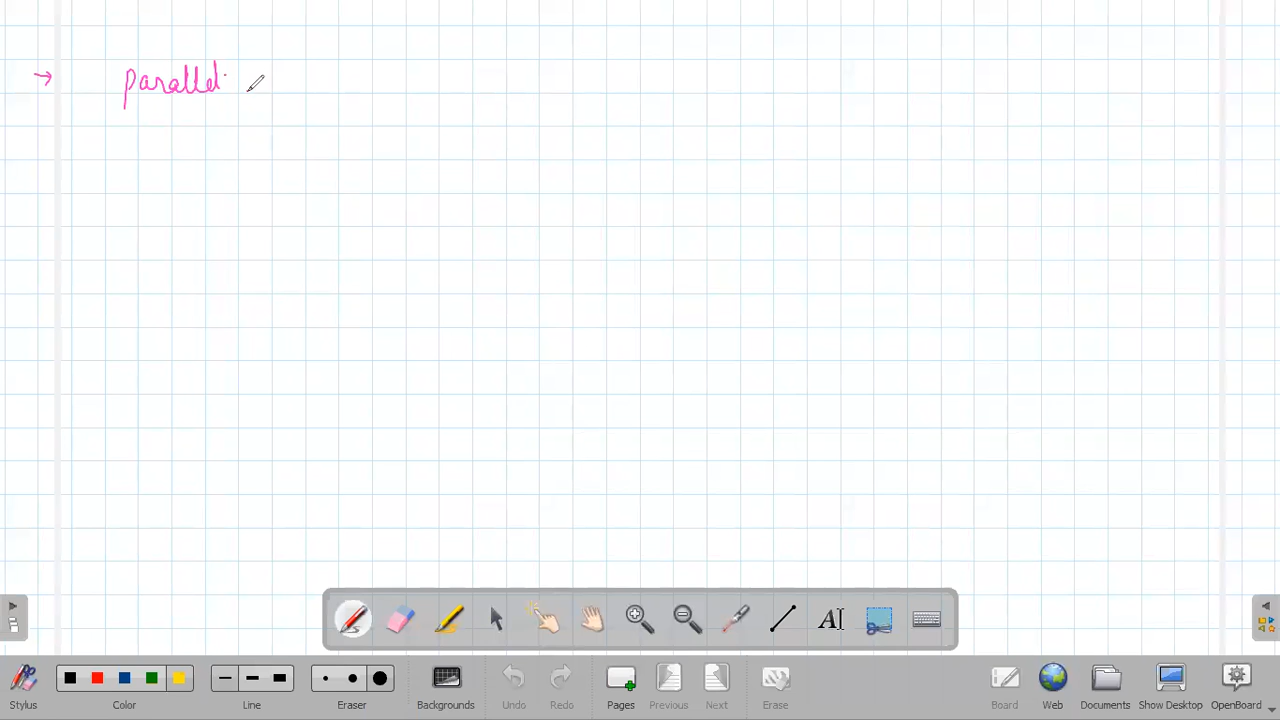 → parallel
Stylus
Color
Line
Eraser
Backgrounds
Undo
Redo
Pages
Previous
Next
Erase
Board
Web
Documents
Show Desktop
OpenBoard